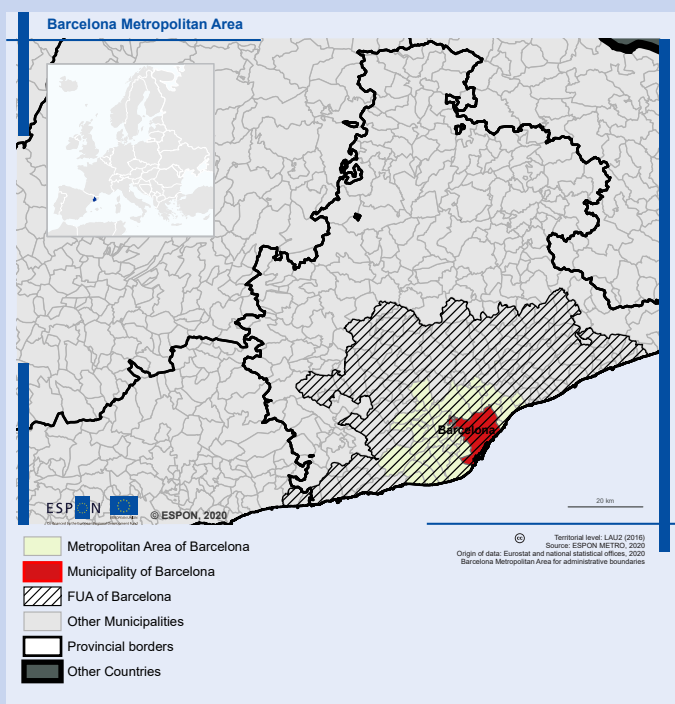 Barcelona Metropolitan Area
Barcelona
ESPON
© ESPON, 2020
20 km
cc
Territorial level: LAU2 (2016)
Source: ESPON METRO, 2020
Origin of data: Eurostat and national statistical offices, 2020
Barcelona Metropolitan Area for administrative boundaries
Metropolitan Area of Barcelona
Municipality of Barcelona
FUA of Barcelona
Other Municipalities
Provincial borders
Other Countries